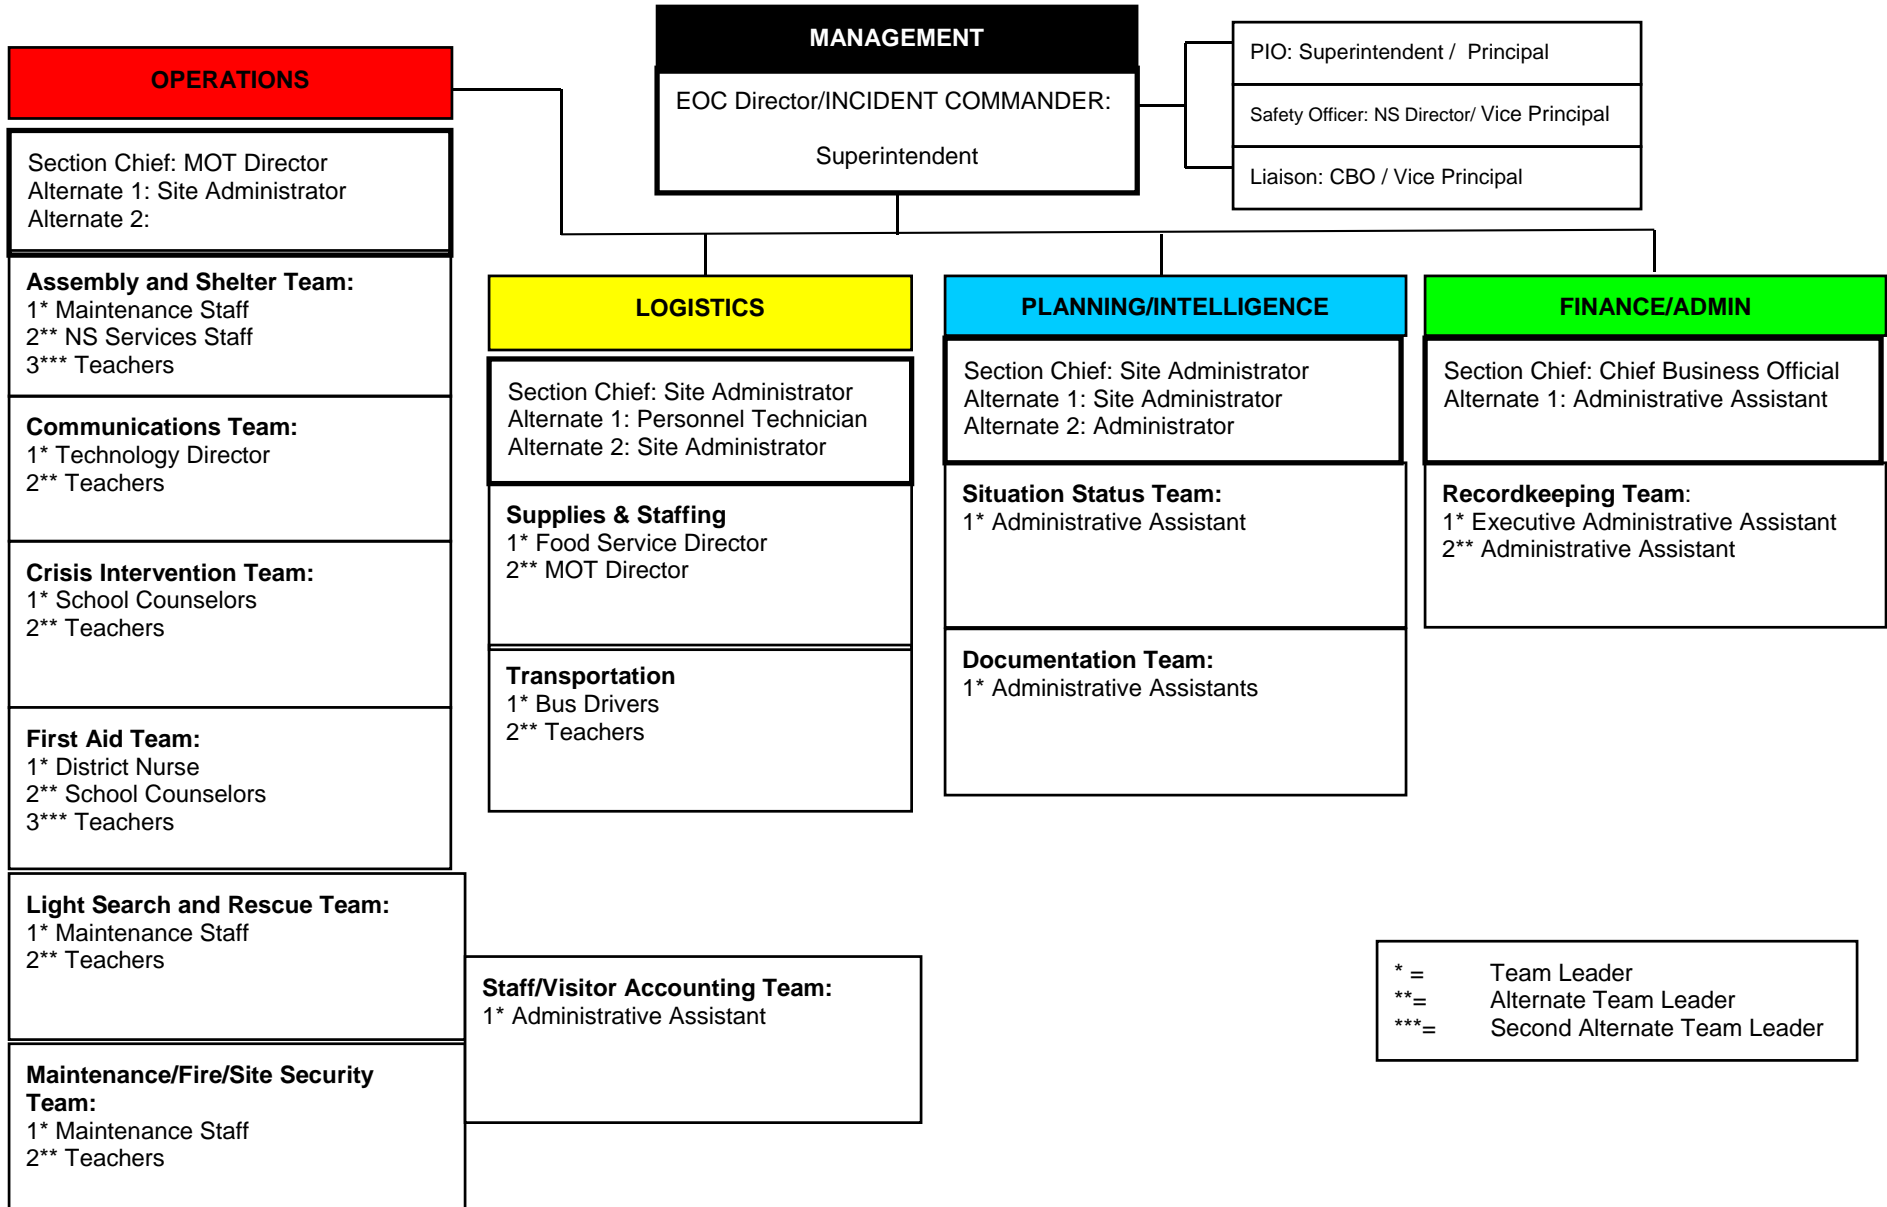 MANAGEMENT
EOC Director/INCIDENT COMMANDER:
Superintendent
PIO: Superintendent / Principal
Safety Officer: NS Director/ Vice Principal
Liaison: CBO / Vice Principal
OPERATIONS
Section Chief: MOT Director
Alternate 1: Site Administrator
Alternate 2:
Assembly and Shelter Team:
1* Maintenance Staff
2** NS Services Staff
3*** Teachers
Communications Team:
1* Technology Director
2** Teachers
Crisis Intervention Team:
1* School Counselors
2** Teachers
First Aid Team:
1* District Nurse
2** School Counselors
3*** Teachers
Light Search and Rescue Team:
1* Maintenance Staff
2** Teachers
Maintenance/Fire/Site Security
Team:
1* Maintenance Staff
2** Teachers
Staff/Visitor Accounting Team:
1* Administrative Assistant
LOGISTICS
Section Chief: Site Administrator
Alternate 1: Personnel Technician
Alternate 2: Site Administrator
Supplies & Staffing
1* Food Service Director
2** MOT Director
Transportation
1* Bus Drivers
2** Teachers
PLANNING/INTELLIGENCE
Section Chief: Site Administrator
Alternate 1: Site Administrator
Alternate 2: Administrator
Situation Status Team:
1* Administrative Assistant
Documentation Team:
1* Administrative Assistants
FINANCE/ADMIN
Section Chief: Chief Business Official
Alternate 1: Administrative Assistant
Recordkeeping Team:
1* Executive Administrative Assistant
2** Administrative Assistant
* = Team Leader
**= Alternate Team Leader
***= Second Alternate Team Leader